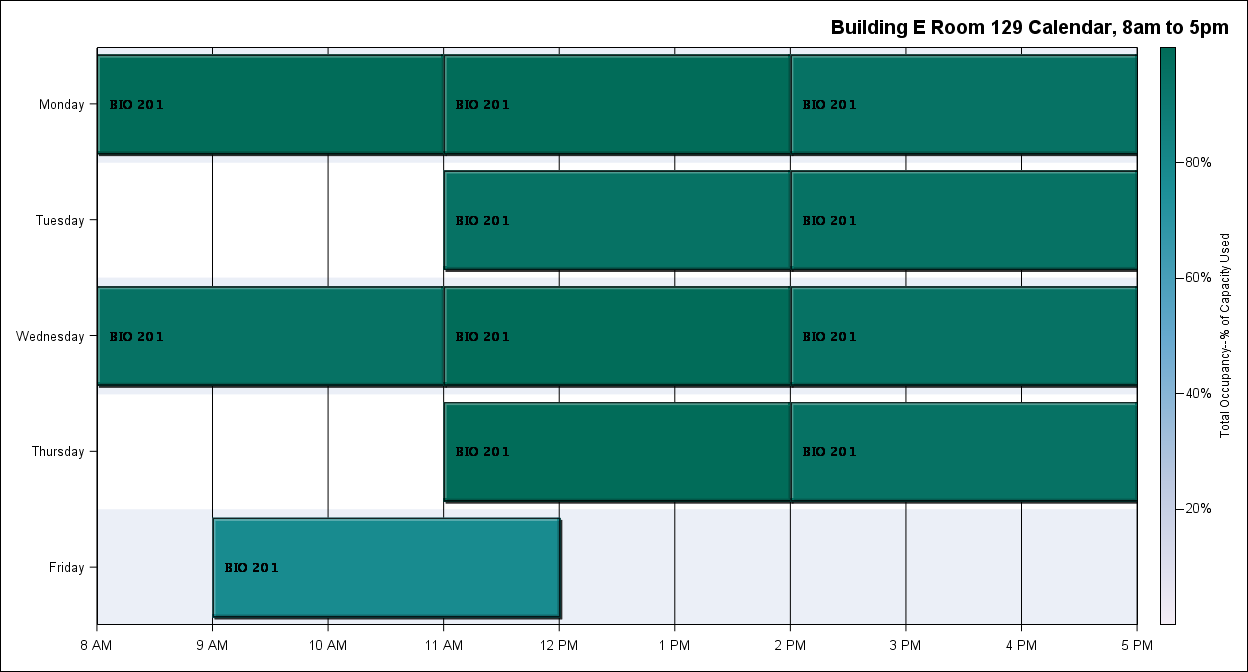 Building E Room 129 Calendar, 8am to 5pm
Monday
BIO 201
BIO 201
BIO 201
Tuesday
BIO 201
BIO 201
Wednesday
BIO 201
BIO 201
BIO 201
Thursday
BIO 201
BIO 201
Friday
BIO 201
8 AM
9 AM
10 AM
11 AM
12 PM
1 PM
2 PM
3 PM
4 PM
5 PM
80%
60%
40%
20%
Total Occupancy--% of Capacity Used